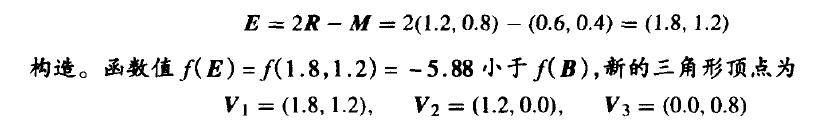 E = 2R − M = 2(1.2, 0.8) − (0.6, 0.4) = (1.8, 1.2)
构造。函数值 f(E) = f(1.8,1.2) = −5.88 小于 f(B),新的三角形顶点为
V₁ = (1.8, 1.2), V₂ = (1.2, 0.0), V₃ = (0.0, 0.8)